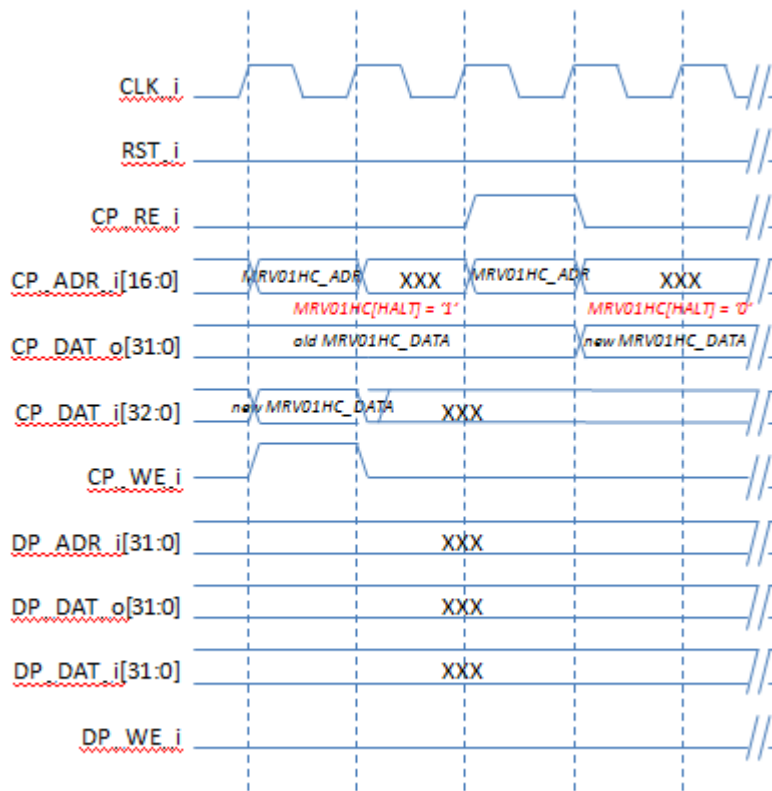 CLK_i
RST_i
CP_RE_i
CP_ADR_i[16:0] MRV01HC_ADR XXX MRV01HC_ADR XXX
MRV01HC[HALT] = "1" MRV01HC[HALT] = "0"
CP_DAT_o[31:0] old MRV01HC_DATA new MRV01HC_DATA
CP_DAT_i[32:0] new MRV01HC_DATA XXX
CP_WE_i
DP_ADR_i[31:0] XXX
DP_DAT_o[31:0] XXX
DP_DAT_i[31:0] XXX
DP_WE_i